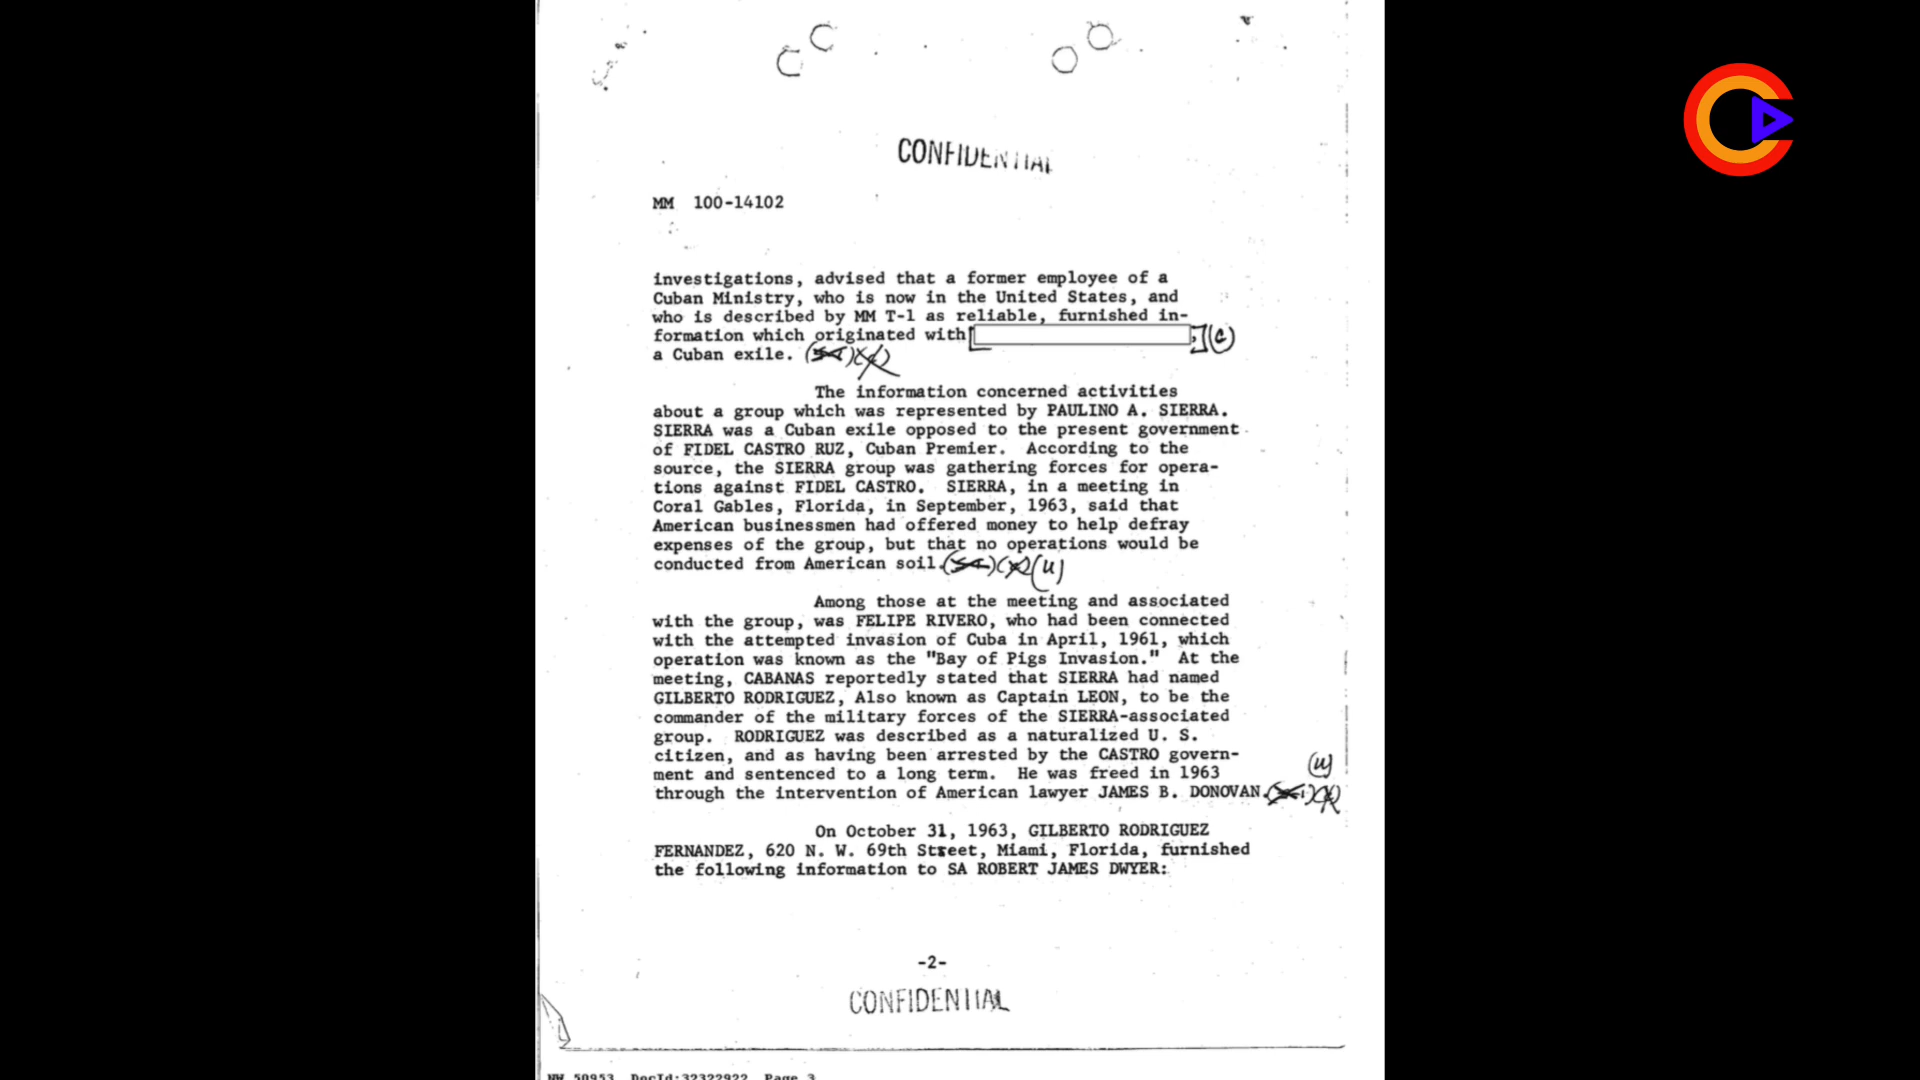 CONFIDENTIAL
MM 100-14102
investigations, advised that a former employee of a
Cuban Ministry, who is now in the United States, and
who is described by MM T-1 as reliable, furnished in-
formation which originated with [ ,] (C)
a Cuban exile.
The information concerned activities
about a group which was represented by PAULINO A. SIERRA.
SIERRA was a Cuban exile opposed to the present government
of FIDEL CASTRO RUZ, Cuban Premier. According to the
source, the SIERRA group was gathering forces for opera-
tions against FIDEL CASTRO. SIERRA, in a meeting in
Coral Gables, Florida, in September, 1963, said that
American businessmen had offered money to help defray
expenses of the group, but that no operations would be
conducted from American soil. (u)
Among those at the meeting and associated
with the group, was FELIPE RIVERO, who had been connected
with the attempted invasion of Cuba in April, 1961, which
operation was known as the "Bay of Pigs Invasion." At the
meeting, CABANAS reportedly stated that SIERRA had named
GILBERTO RODRIGUEZ, Also known as Captain LEON, to be the
commander of the military forces of the SIERRA-associated
group. RODRIGUEZ was described as a naturalized U. S.
citizen, and as having been arrested by the CASTRO govern-
ment and sentenced to a long term. He was freed in 1963
(u)
through the intervention of American lawyer JAMES B. DONOVAN.
On October 31, 1963, GILBERTO RODRIGUEZ
FERNANDEZ, 620 N. W. 69th Street, Miami, Florida, furnished
the following information to SA ROBERT JAMES DWYER:
-2-
CONFIDENTIAL
NW 50953 DocId:32322922 Page 3